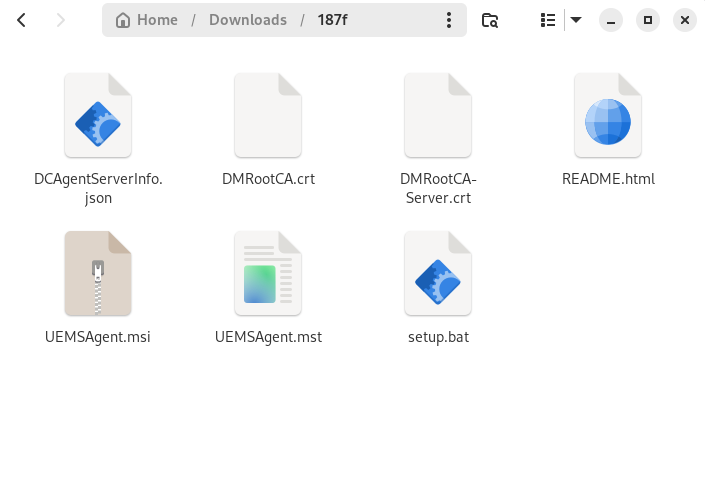 Home / Downloads / 187f
DCAgentServerInfo.
json
DMRootCA.crt
DMRootCA-
Server.crt
README.html
UEMSAgent.msi
UEMSAgent.mst
setup.bat